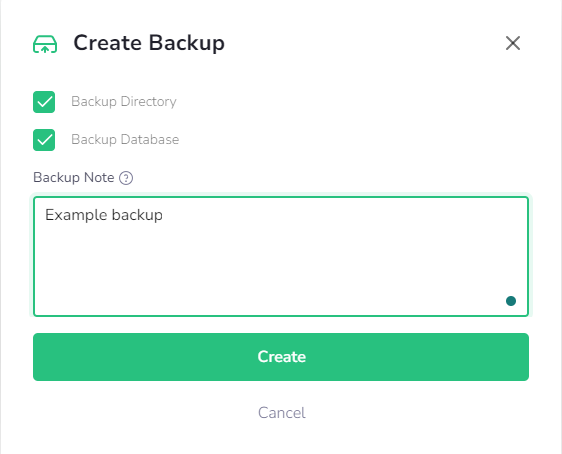 Create Backup
Backup Directory
Backup Database
Backup Note ?
Example backup
Create
Cancel